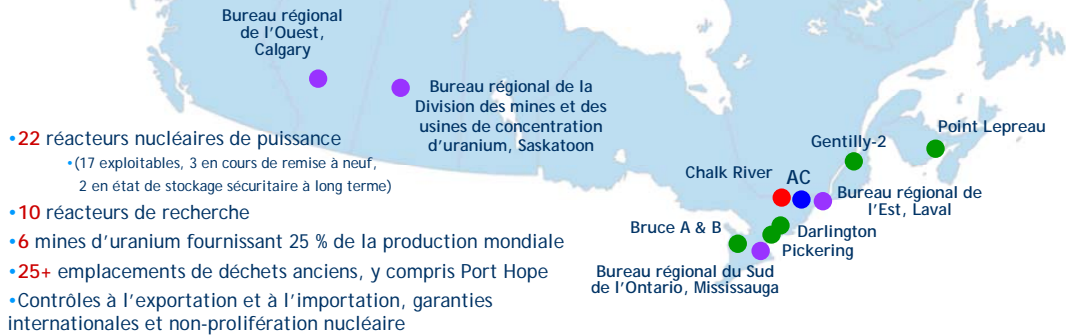 Bureau régional
de l'Ouest,
Calgary
Bureau régional de la
Division des mines et des
usines de concentration
d'uranium, Saskatoon
•22 réacteurs nucléaires de puissance
•(17 exploitables, 3 en cours de remise à neuf,
2 en état de stockage sécuritaire à long terme)
•10 réacteurs de recherche
•6 mines d'uranium fournissant 25 % de la production mondiale
•25+ emplacements de déchets anciens, y compris Port Hope
•Contrôles à l'exportation et à l'importation, garanties
internationales et non-prolifération nucléaire
Point Lepreau
Gentilly-2
Chalk River
AC
Bureau régional de
l'Est, Laval
Bruce A & B
Darlington
Pickering
Bureau régional du Sud
de l'Ontario, Mississauga